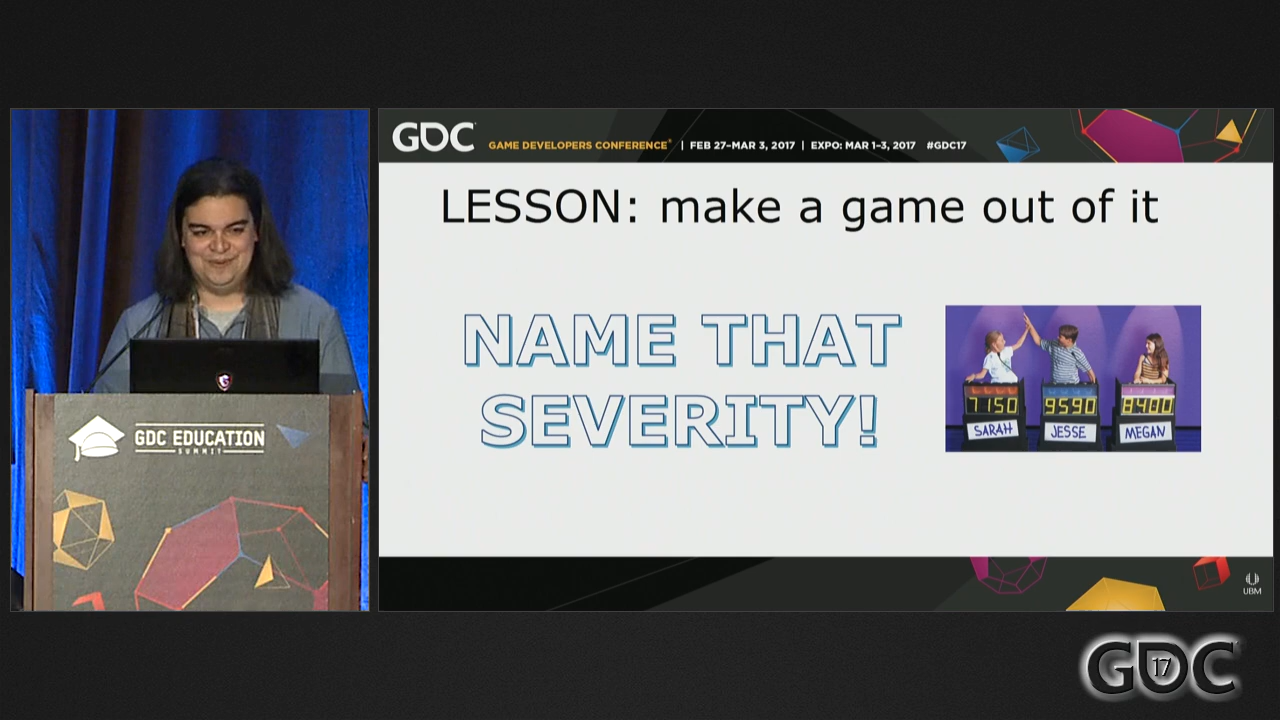 GDC
GAME DEVELOPERS CONFERENCE® | FEB 27–MAR 3, 2017 | EXPO: MAR 1–3, 2017 #GDC17
LESSON: make a game out of it
NAME THAT
SEVERITY!
7150 9590 8400
SARAH JESSE MEGAN
GDC EDUCATION
SUMMIT
UBM
GDC 17